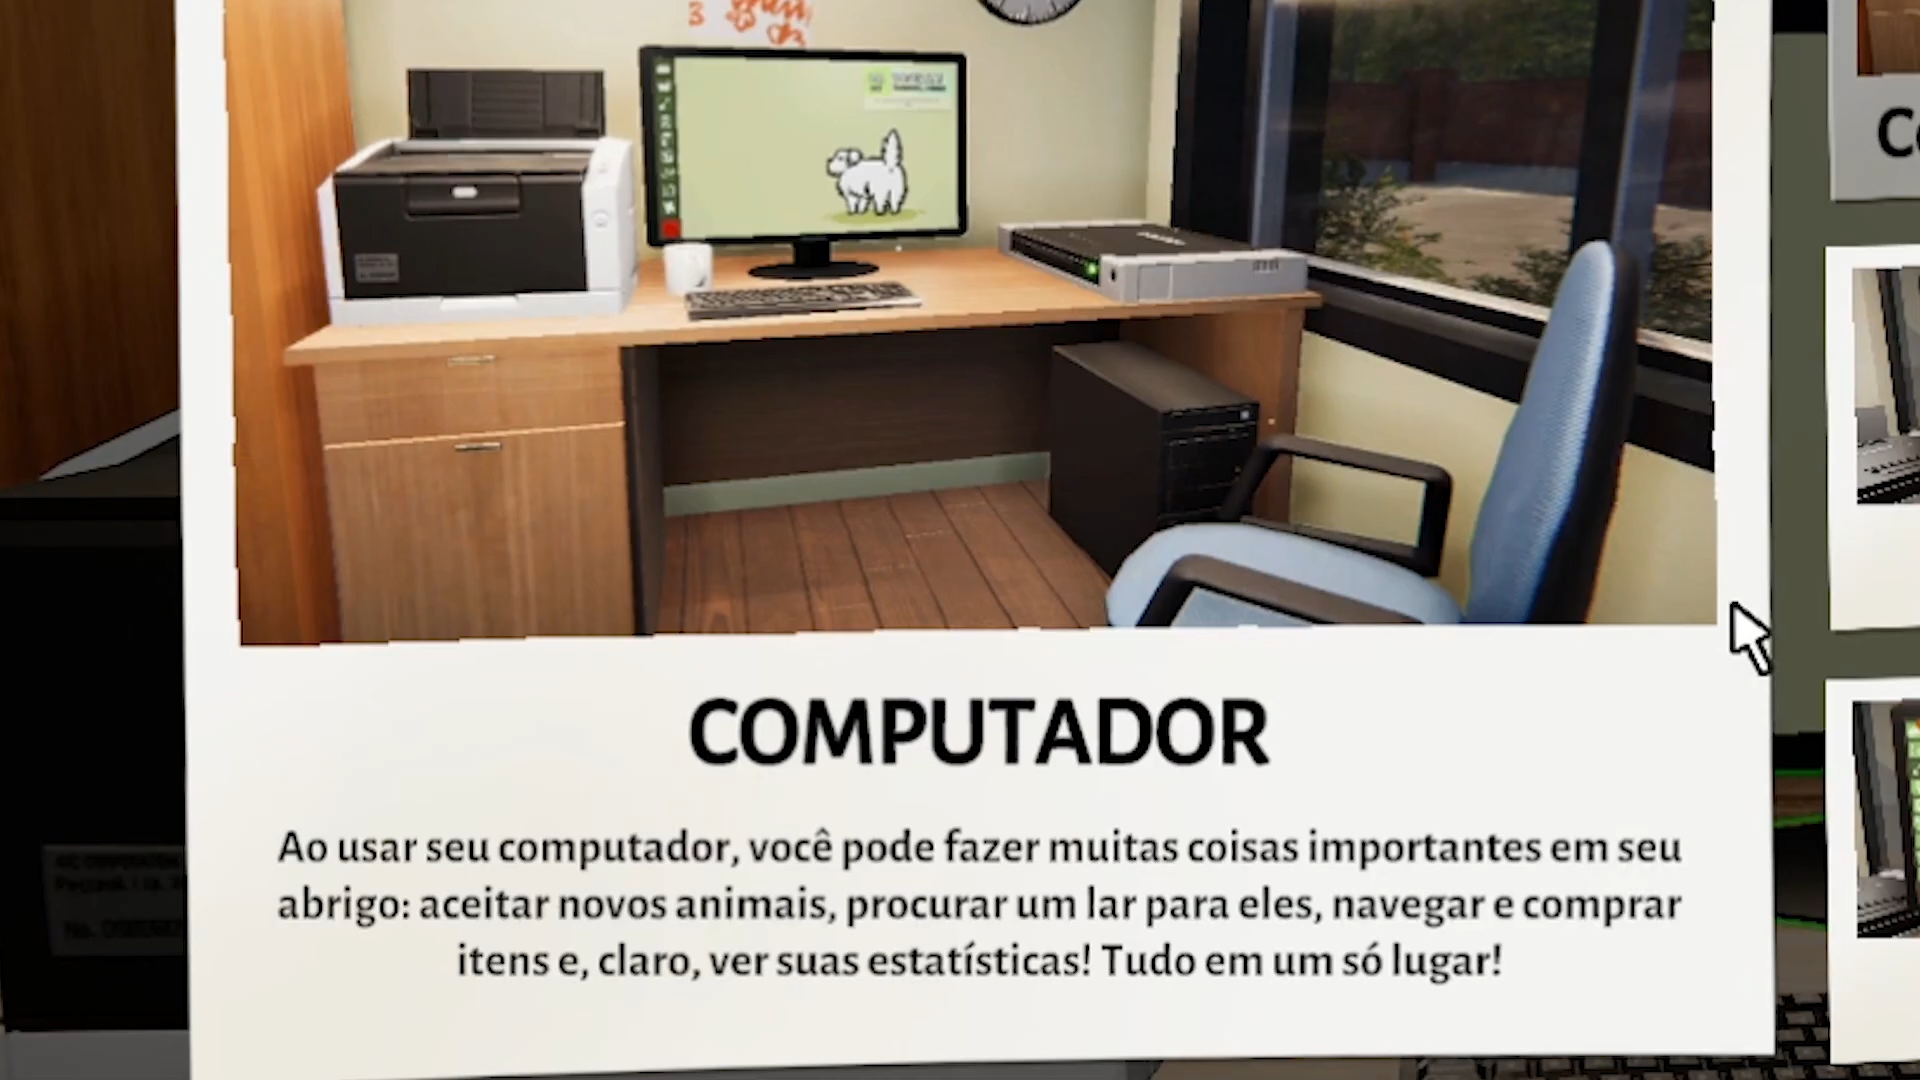 3
C
COMPUTADOR
Ao usar seu computador, você pode fazer muitas coisas importantes em seu
abrigo: aceitar novos animais, procurar um lar para eles, navegar e comprar
itens e, claro, ver suas estatísticas! Tudo em um só lugar!